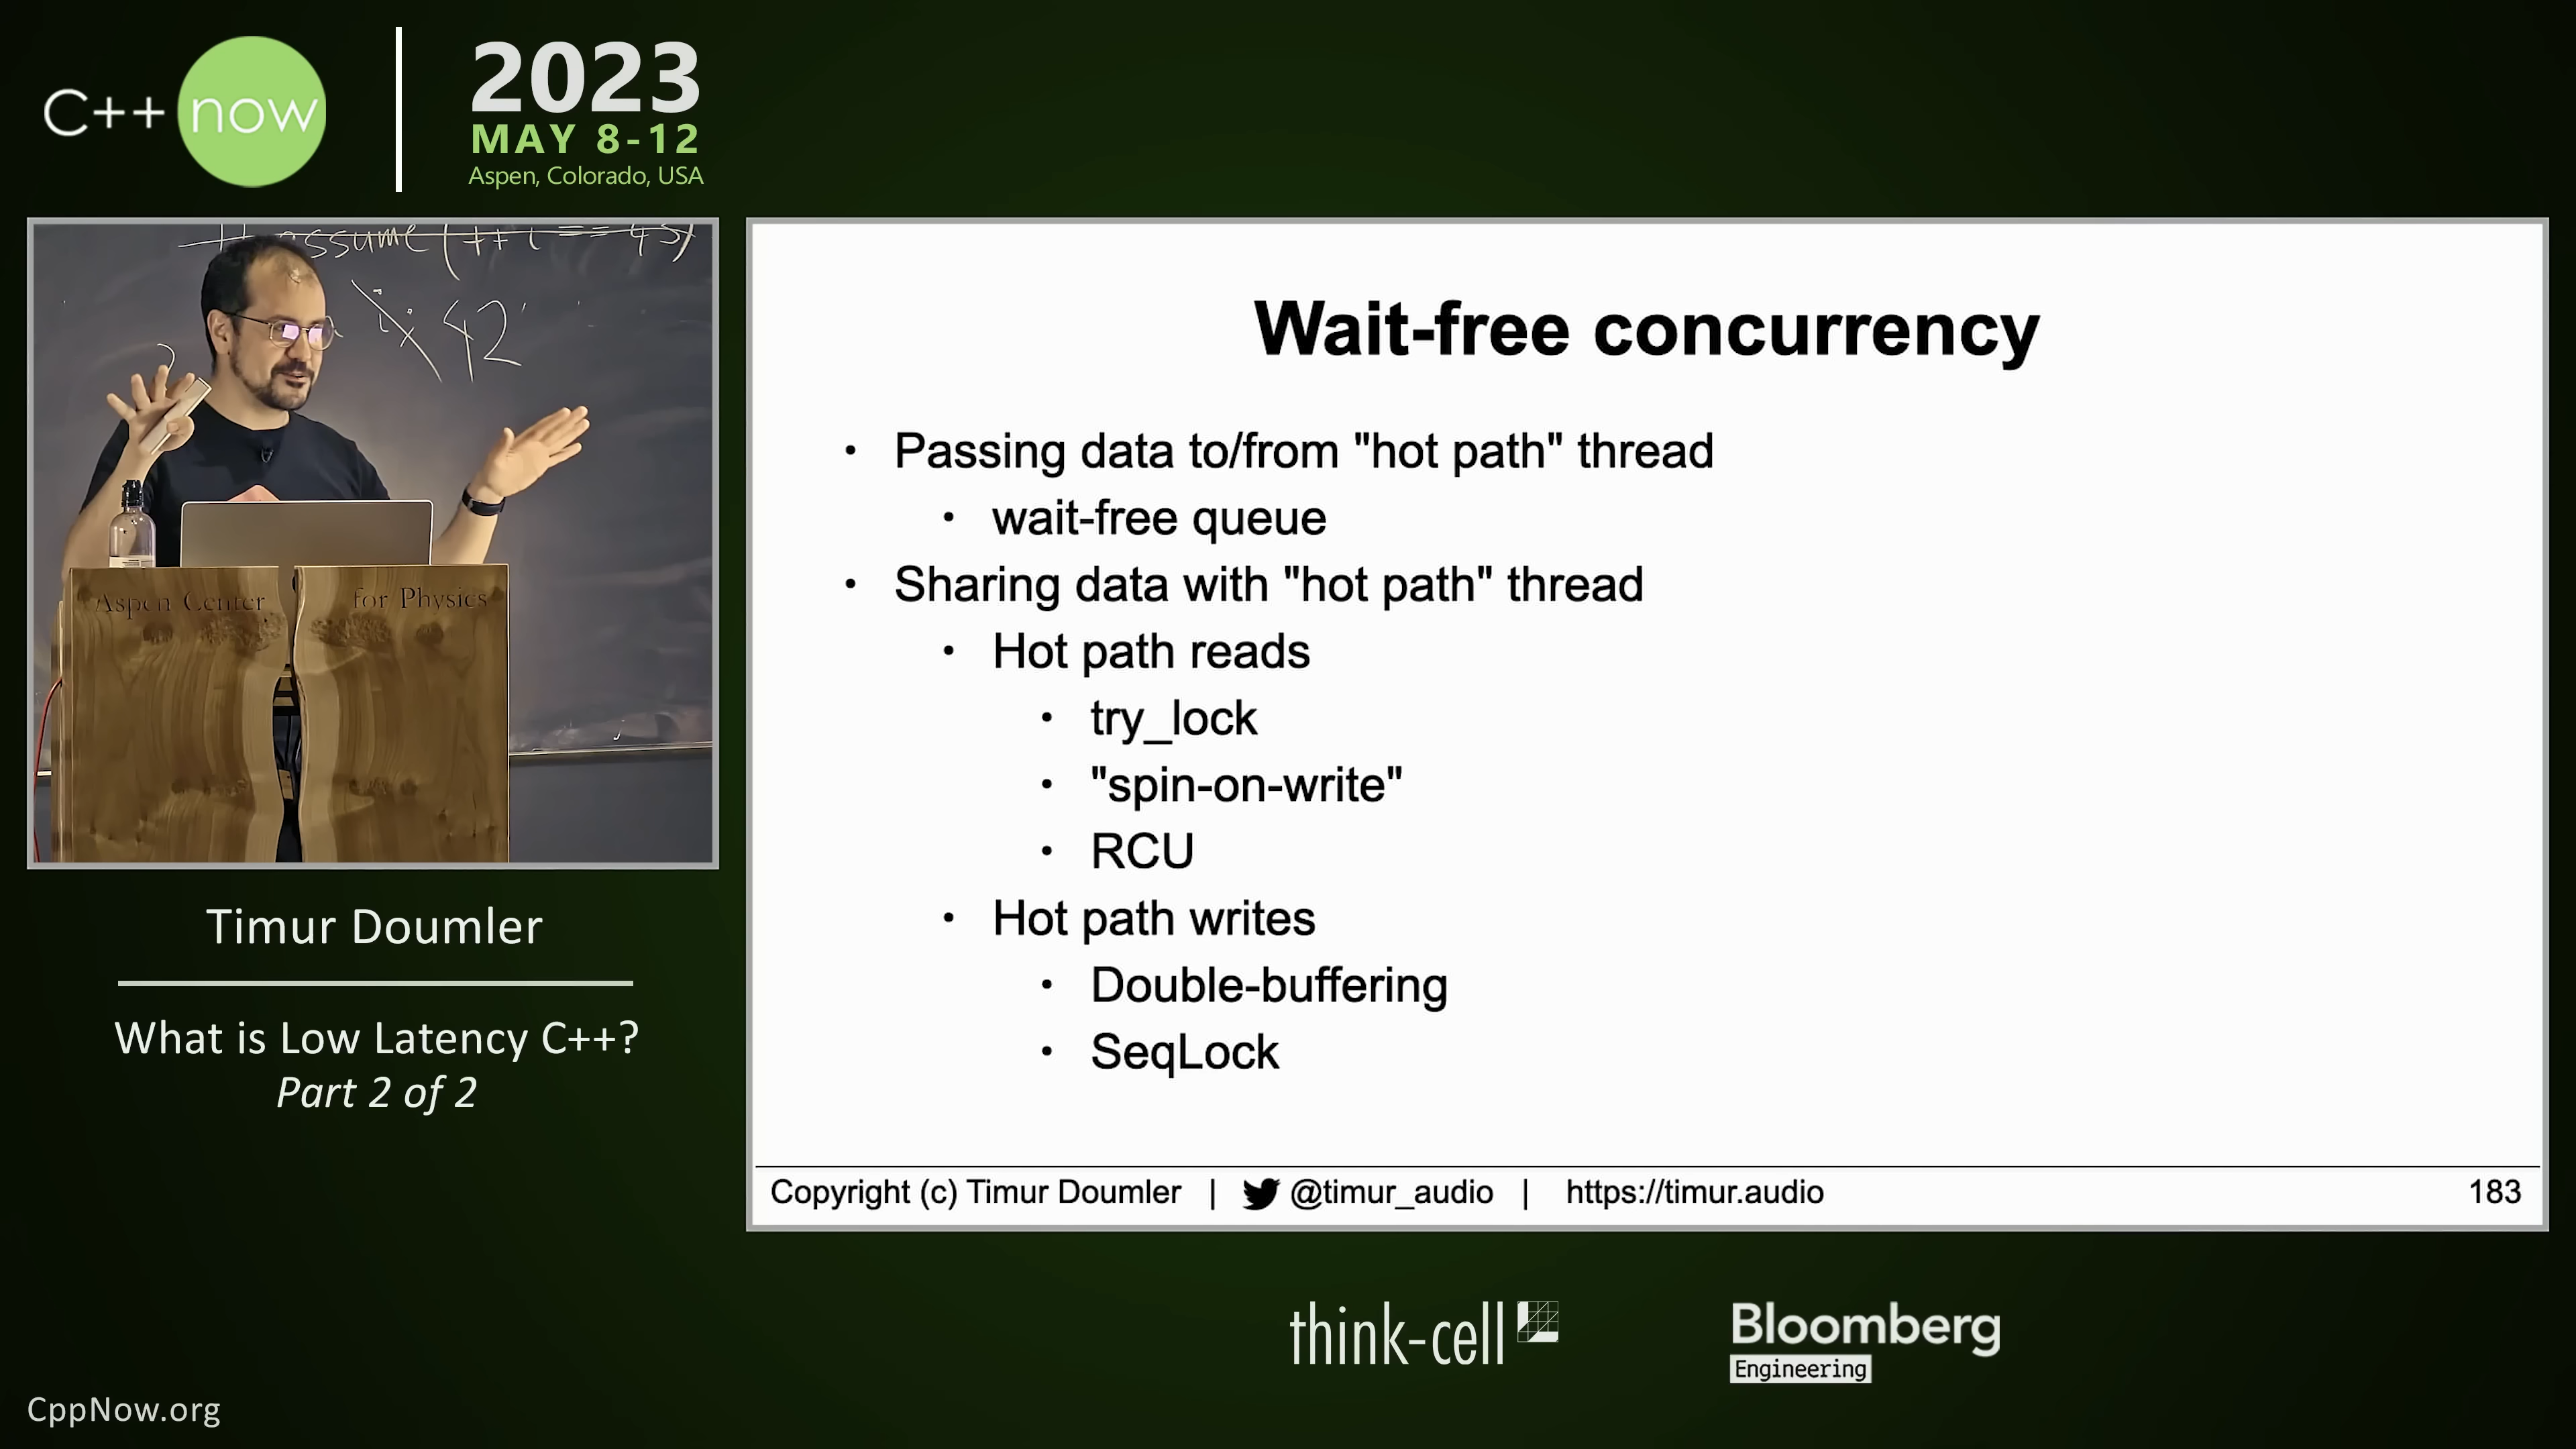 C++ now
2023
MAY 8-12
Aspen, Colorado, USA
assume(++i == 43)
i 42
Aspen Center for Physics
Timur Doumler
What is Low Latency C++?
Part 2 of 2
Wait-free concurrency
• Passing data to/from "hot path" thread
• wait-free queue
• Sharing data with "hot path" thread
• Hot path reads
• try_lock
• "spin-on-write"
• RCU
• Hot path writes
• Double-buffering
• SeqLock
Copyright (c) Timur Doumler | @timur_audio | https://timur.audio 183
think-cell
Bloomberg
Engineering
CppNow.org